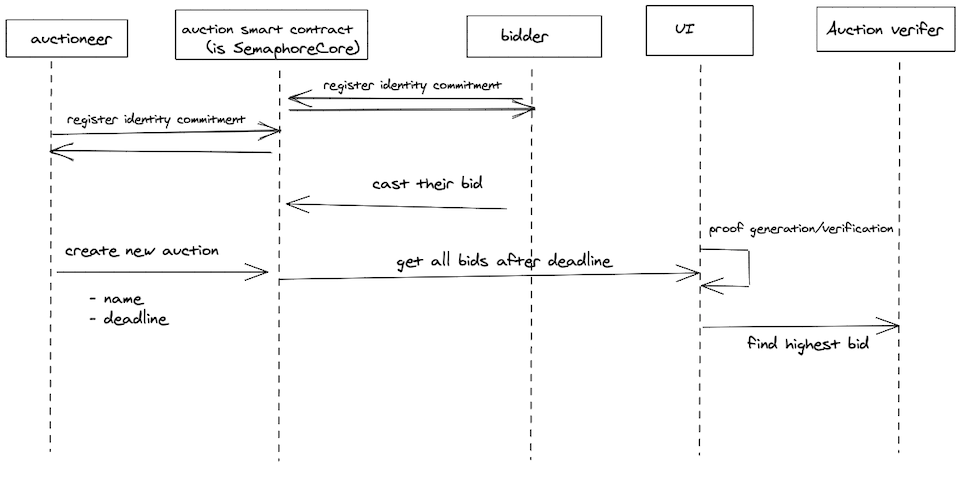 auctioneer
auction smart contract
(is SemaphoreCore)
bidder
UI
Auction verifer
register identity commitment
register identity commitment
cast their bid
proof generation/verification
create new auction
get all bids after deadline
- name
- deadline
find highest bid